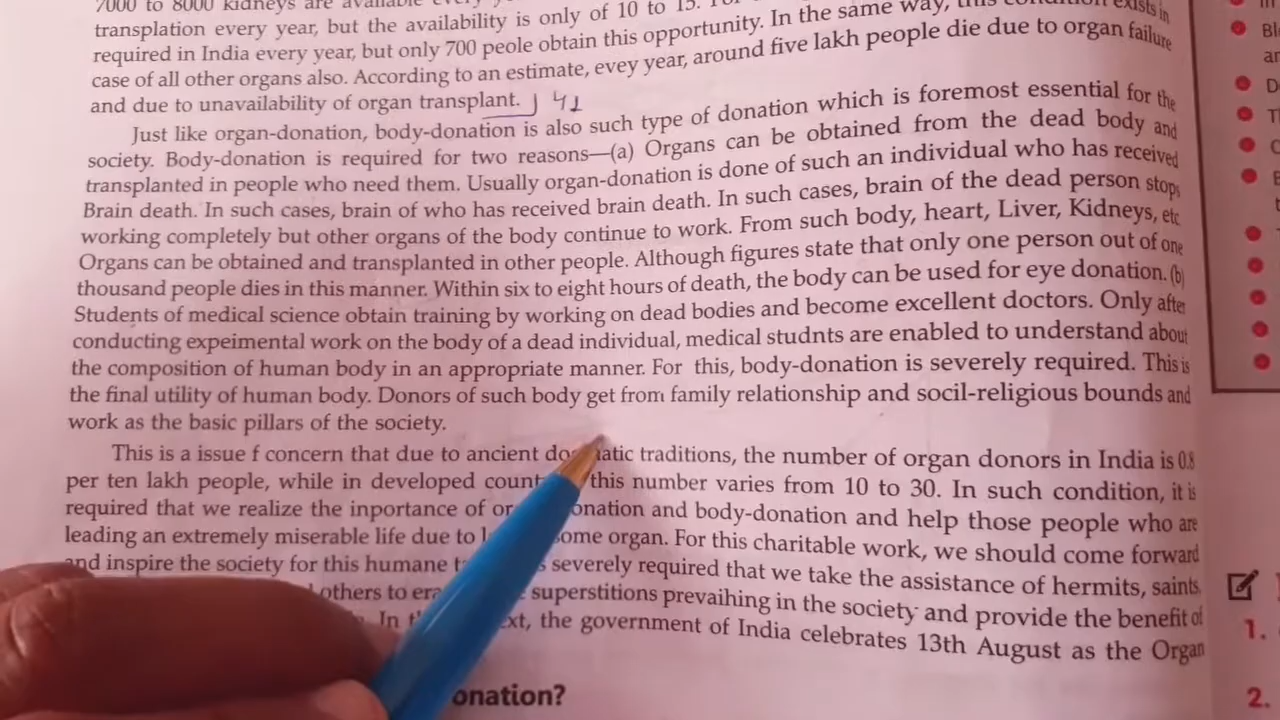 7000 to 8000 kidneys are available every
transplation every year, but the availability is only of 10 to 15.
required in India every year, but only 700 peole obtain this opportunity. In the same way, this condition exists in
case of all other organs also. According to an estimate, evey year, around five lakh people die due to organ failure
and due to unavailability of organ transplant.
Just like organ-donation, body-donation is also such type of donation which is foremost essential for the
society. Body-donation is required for two reasons—(a) Organs can be obtained from the dead body and
transplanted in people who need them. Usually organ-donation is done of such an individual who has received
Brain death. In such cases, brain of who has received brain death. In such cases, brain of the dead person stops
working completely but other organs of the body continue to work. From such body, heart, Liver, Kidneys, etc
Organs can be obtained and transplanted in other people. Although figures state that only one person out of one
thousand people dies in this manner. Within six to eight hours of death, the body can be used for eye donation. (b)
Students of medical science obtain training by working on dead bodies and become excellent doctors. Only after
conducting expeimental work on the body of a dead individual, medical studnts are enabled to understand about
the composition of human body in an appropriate manner. For this, body-donation is severely required. This is
the final utility of human body. Donors of such body get from family relationship and socil-religious bounds and
work as the basic pillars of the society.
This is a issue f concern that due to ancient traditions, the number of organ donors in India is 0.8
per ten lakh people, while in developed this number varies from 10 to 30. In such condition, it is
required that we realize the inportance of and body-donation and help those people who are
leading an extremely miserable life due to some organ. For this charitable work, we should come forward
and inspire the society for this humane severely required that we take the assistance of hermits, saints,
others to superstitions prevaihing in the society and provide the benefit of
In the government of India celebrates 13th August as the Organ
1.
2.